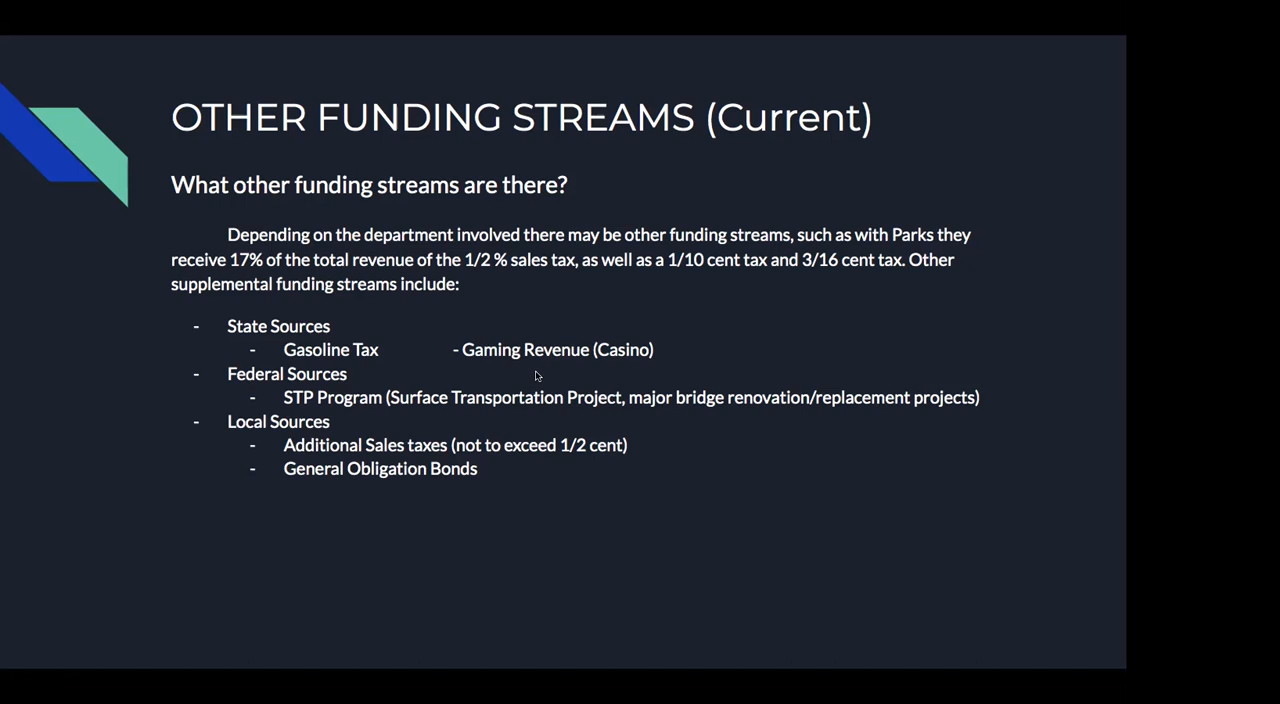 OTHER FUNDING STREAMS (Current)
What other funding streams are there?
Depending on the department involved there may be other funding streams, such as with Parks they
receive 17% of the total revenue of the 1/2 % sales tax, as well as a 1/10 cent tax and 3/16 cent tax. Other
supplemental funding streams include:
- State Sources
- Gasoline Tax - Gaming Revenue (Casino)
- Federal Sources
- STP Program (Surface Transportation Project, major bridge renovation/replacement projects)
- Local Sources
- Additional Sales taxes (not to exceed 1/2 cent)
- General Obligation Bonds